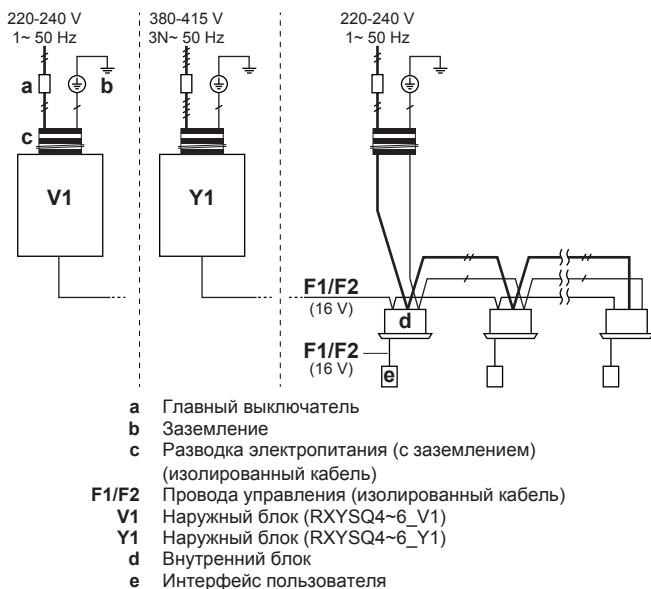 220-240 V
1~ 50 Hz
380-415 V
3N~ 50 Hz
220-240 V
1~ 50 Hz
a
b
c
V1
Y1
F1/F2
(16 V)
d
F1/F2
(16 V)
e
a Главный выключатель
b Заземление
c Разводка электропитания (с заземлением)
(изолированный кабель)
F1/F2 Провода управления (изолированный кабель)
V1 Наружный блок (RXYSQ4~6_V1)
Y1 Наружный блок (RXYSQ4~6_Y1)
d Внутренний блок
e Интерфейс пользователя